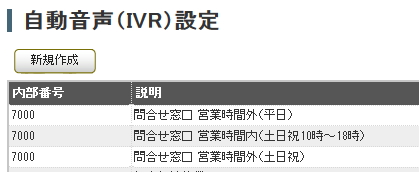 自動音声(IVR)設定
新規作成
内部番号 説明
7000 問合せ窓口 営業時間外(平日)
7000 問合せ窓口 営業時間内(土日祝10時～18時)
7000 問合せ窓口 営業時間外(土日祝)